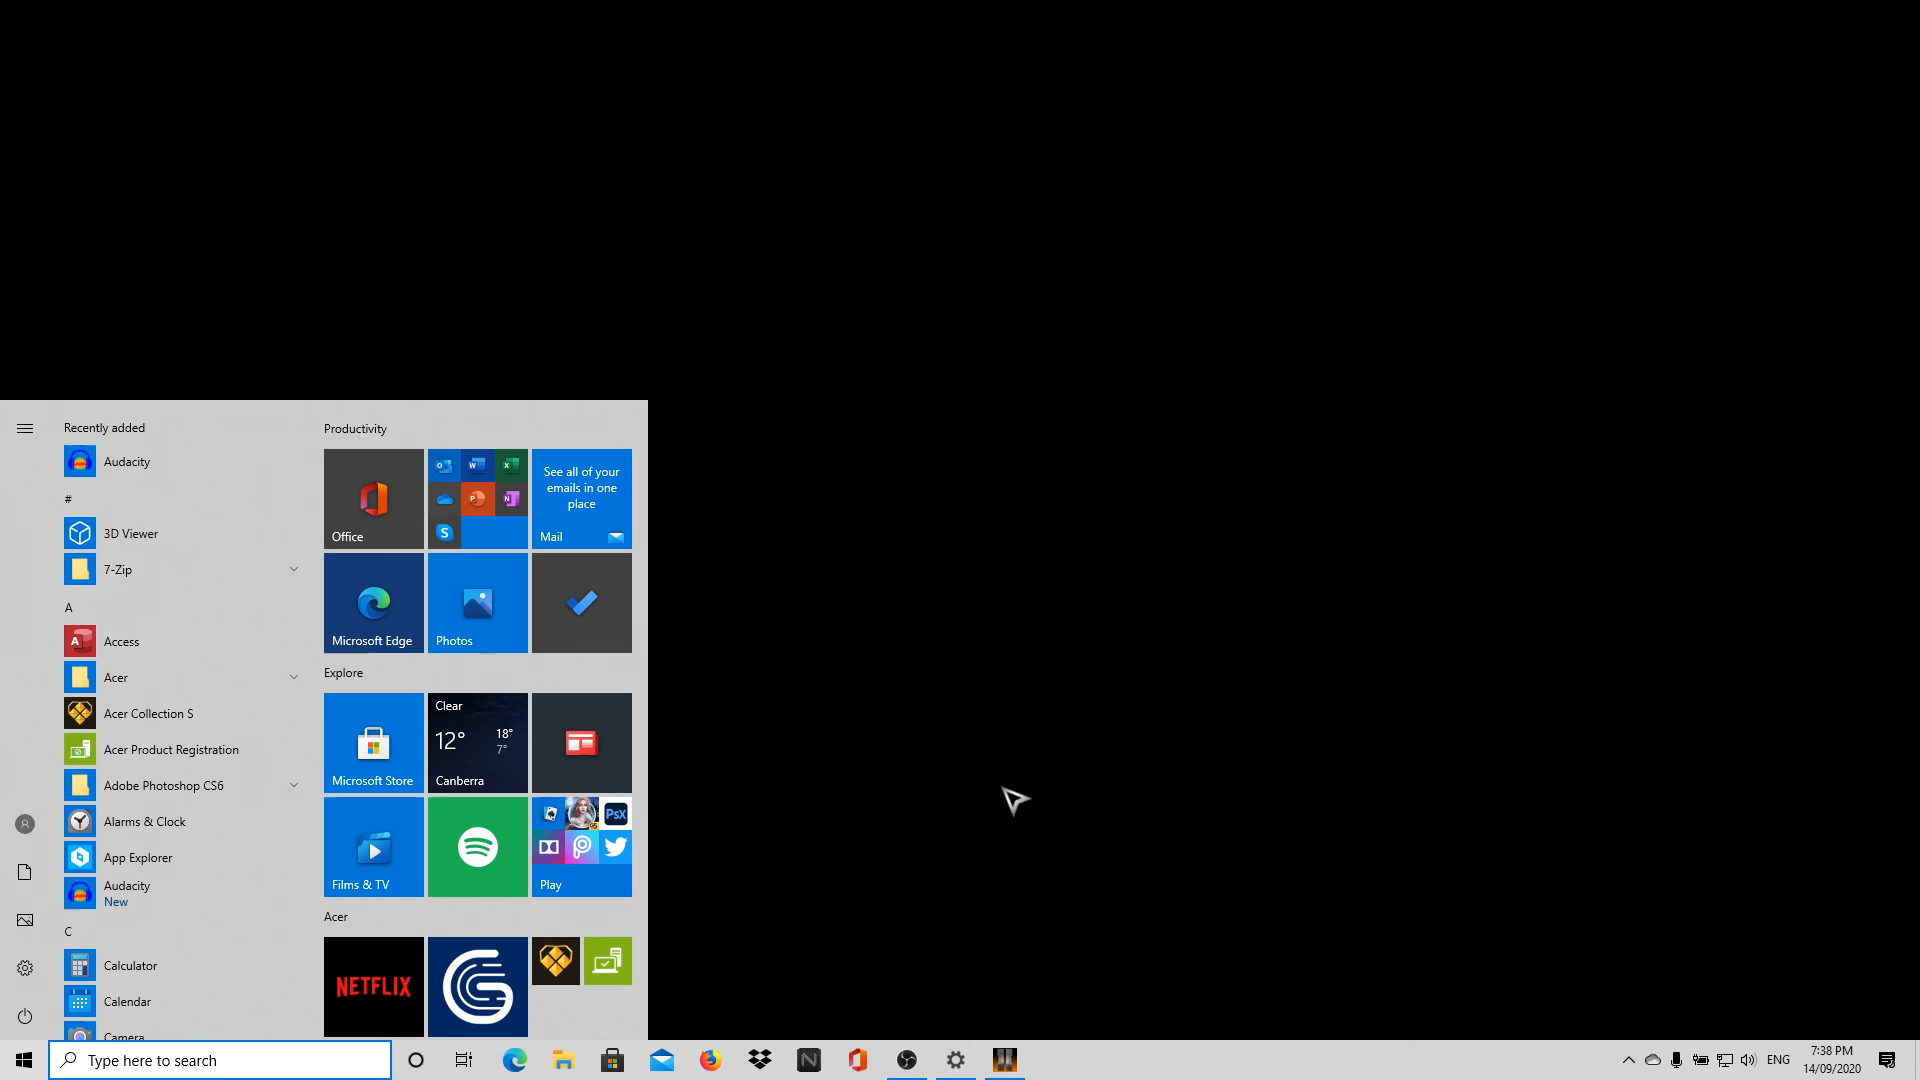 Recently added
Audacity
#
3D Viewer
7-Zip
A
Access
Acer
Acer Collection S
Acer Product Registration
Adobe Photoshop CS6
Alarms & Clock
App Explorer
Audacity
New
C
Calculator
Calendar
Camera
Productivity
Office
See all of your
emails in one
place
Mail
Microsoft Edge
Photos
Explore
Microsoft Store
Clear
12°
18°
7°
Canberra
Films & TV
PsX
Play
Acer
NETFLIX
Type here to search
ENG
7:38 PM
14/09/2020